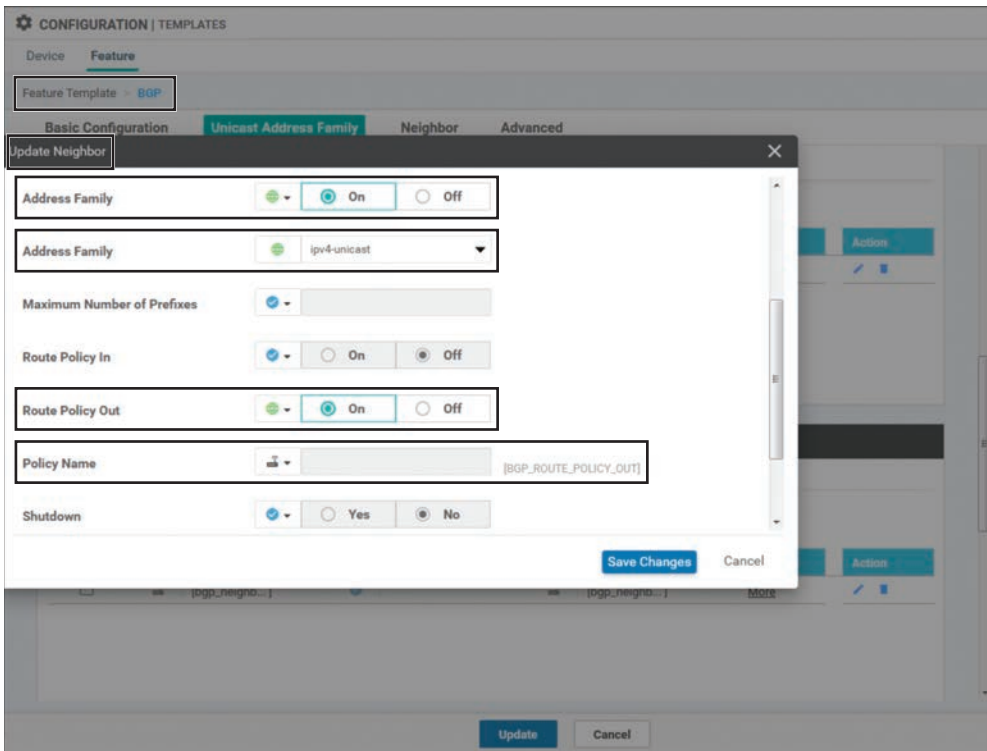 CONFIGURATION | TEMPLATES
Device Feature
Feature Template > BGP
Basic Configuration Unicast Address Family Neighbor Advanced
Update Neighbor
Address Family On Off
Action
Address Family ipv4-unicast
Maximum Number of Prefixes
Route Policy In On Off
Route Policy Out On Off
Policy Name [BGP_ROUTE_POLICY_OUT]
Shutdown Yes No
Save Changes Cancel
Action
[bgp_neighb...] [bgp_neighb...] More
Update Cancel